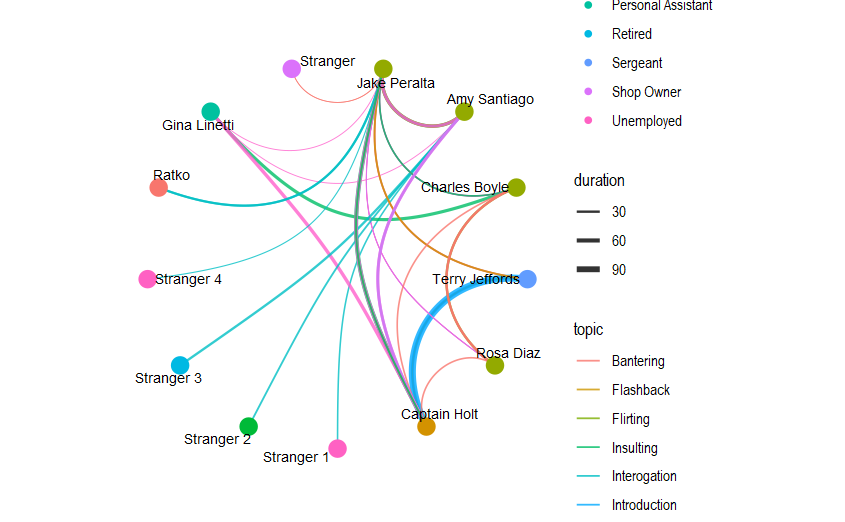 Personal Assistant
Retired
Sergeant
Shop Owner
Unemployed
duration
30
60
90
topic
Bantering
Flashback
Flirting
Insulting
Interogation
Introduction
Stranger
Jake Peralta
Amy Santiago
Gina Linetti
Ratko
Charles Boyle
Stranger 4
Terry Jeffords
Rosa Diaz
Stranger 3
Captain Holt
Stranger 2
Stranger 1